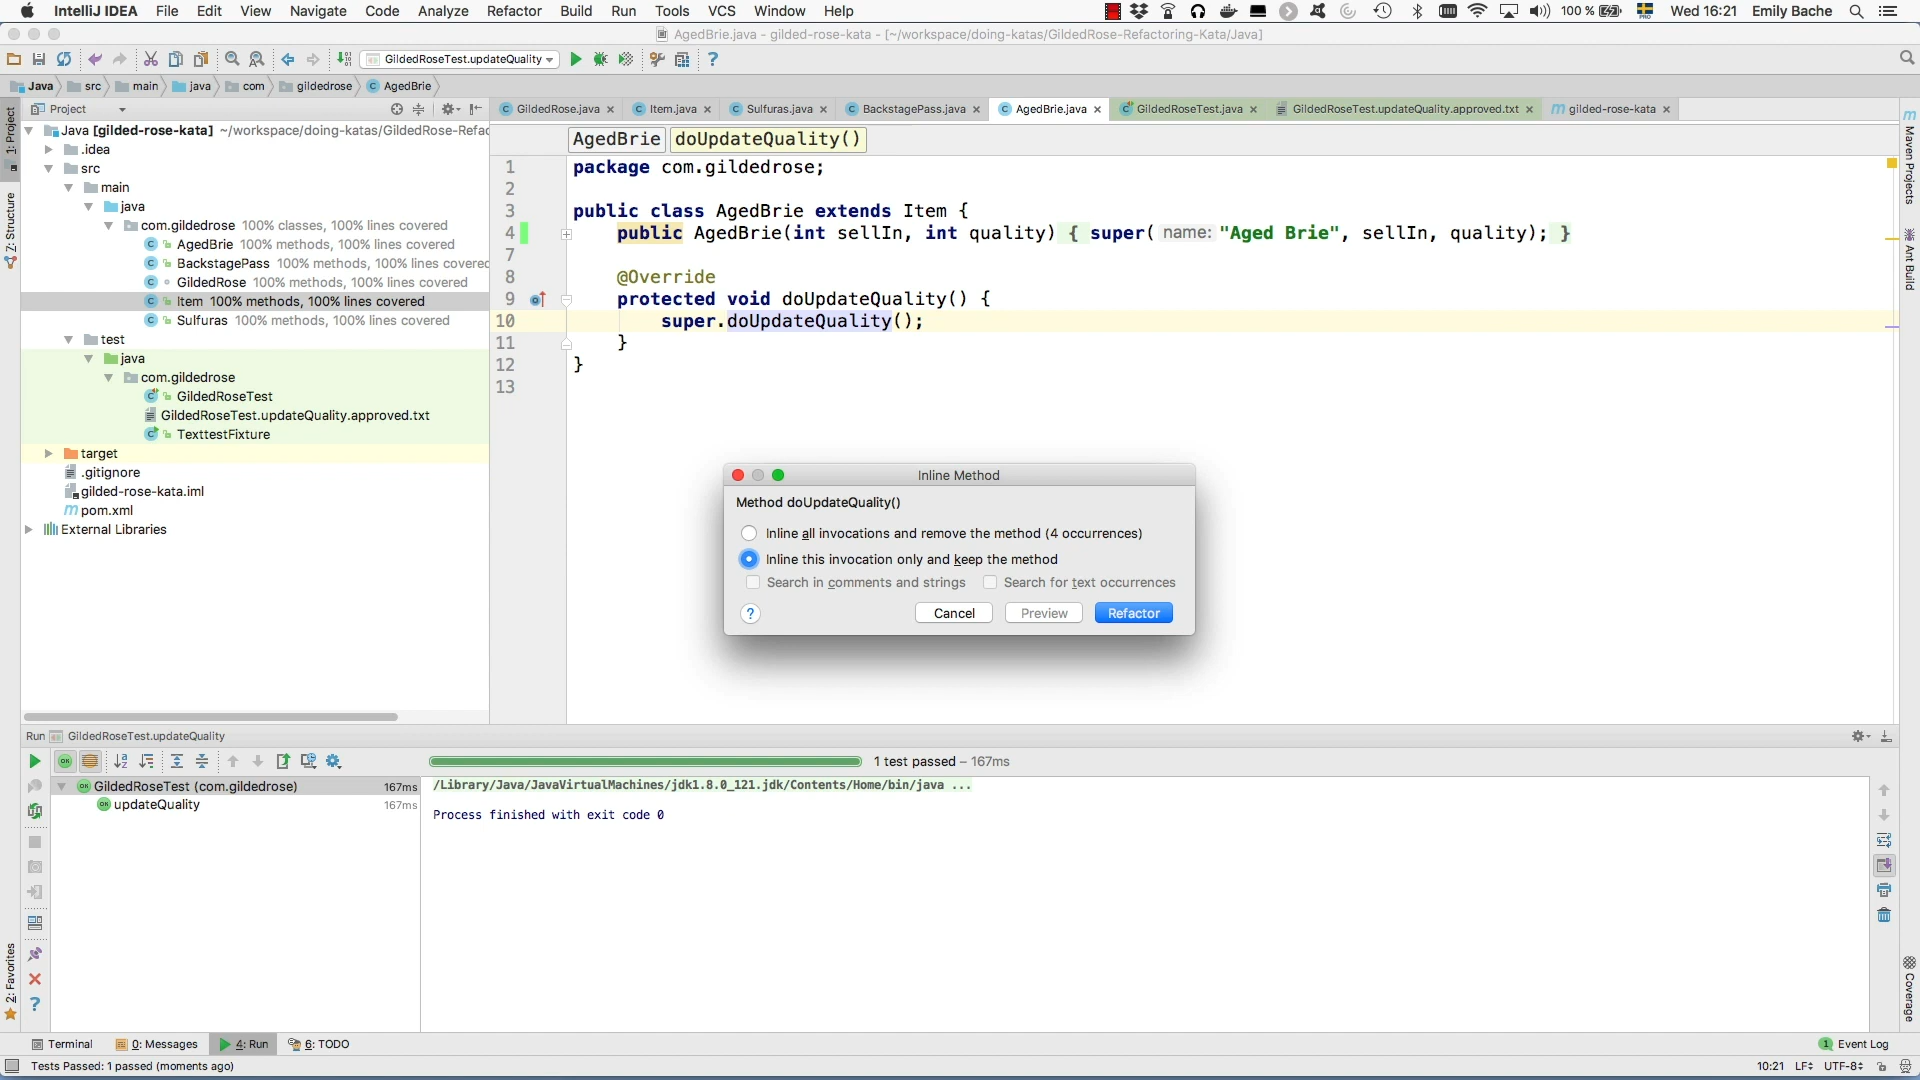 IntelliJ IDEA File Edit View Navigate Code Analyze Refactor Build Run Tools VCS Window Help 100 % Wed 16:21 Emily Bache
AgedBrie.java - gilded-rose-kata - [~/workspace/doing-katas/GildedRose-Refactoring-Kata/Java]
GildedRoseTest.updateQuality
Java src main java com gildedrose AgedBrie
Project
GildedRose.java Item.java Sulfuras.java BackstagePass.java AgedBrie.java GildedRoseTest.java GildedRoseTest.updateQuality.approved.txt gilded-rose-kata
1: Project
Z: Structure
2: Favorites
Java [gilded-rose-kata] ~/workspace/doing-katas/GildedRose-Refac
.idea
src
main
java
com.gildedrose 100% classes, 100% lines covered
AgedBrie 100% methods, 100% lines covered
BackstagePass 100% methods, 100% lines covered
GildedRose 100% methods, 100% lines covered
Item 100% methods, 100% lines covered
Sulfuras 100% methods, 100% lines covered
test
java
com.gildedrose
GildedRoseTest
GildedRoseTest.updateQuality.approved.txt
TexttestFixture
target
.gitignore
gilded-rose-kata.iml
pom.xml
External Libraries
AgedBrie doUpdateQuality()
1 package com.gildedrose;
2
3 public class AgedBrie extends Item {
4 public AgedBrie(int sellIn, int quality) { super( name: "Aged Brie", sellIn, quality); }
7
8 @Override
9 protected void doUpdateQuality() {
10 super.doUpdateQuality();
11 }
12 }
13
Maven Projects
Ant Build
Coverage
Inline Method
Method doUpdateQuality()
Inline all invocations and remove the method (4 occurrences)
Inline this invocation only and keep the method
Search in comments and strings Search for text occurrences
? Cancel Preview Refactor
Run GildedRoseTest.updateQuality
1 test passed – 167ms
GildedRoseTest (com.gildedrose) 167ms
updateQuality 167ms
/Library/Java/JavaVirtualMachines/jdk1.8.0_121.jdk/Contents/Home/bin/java ...
Process finished with exit code 0
Terminal 0: Messages 4: Run 6: TODO 1 Event Log
Tests Passed: 1 passed (moments ago) 10:21 LF UTF-8